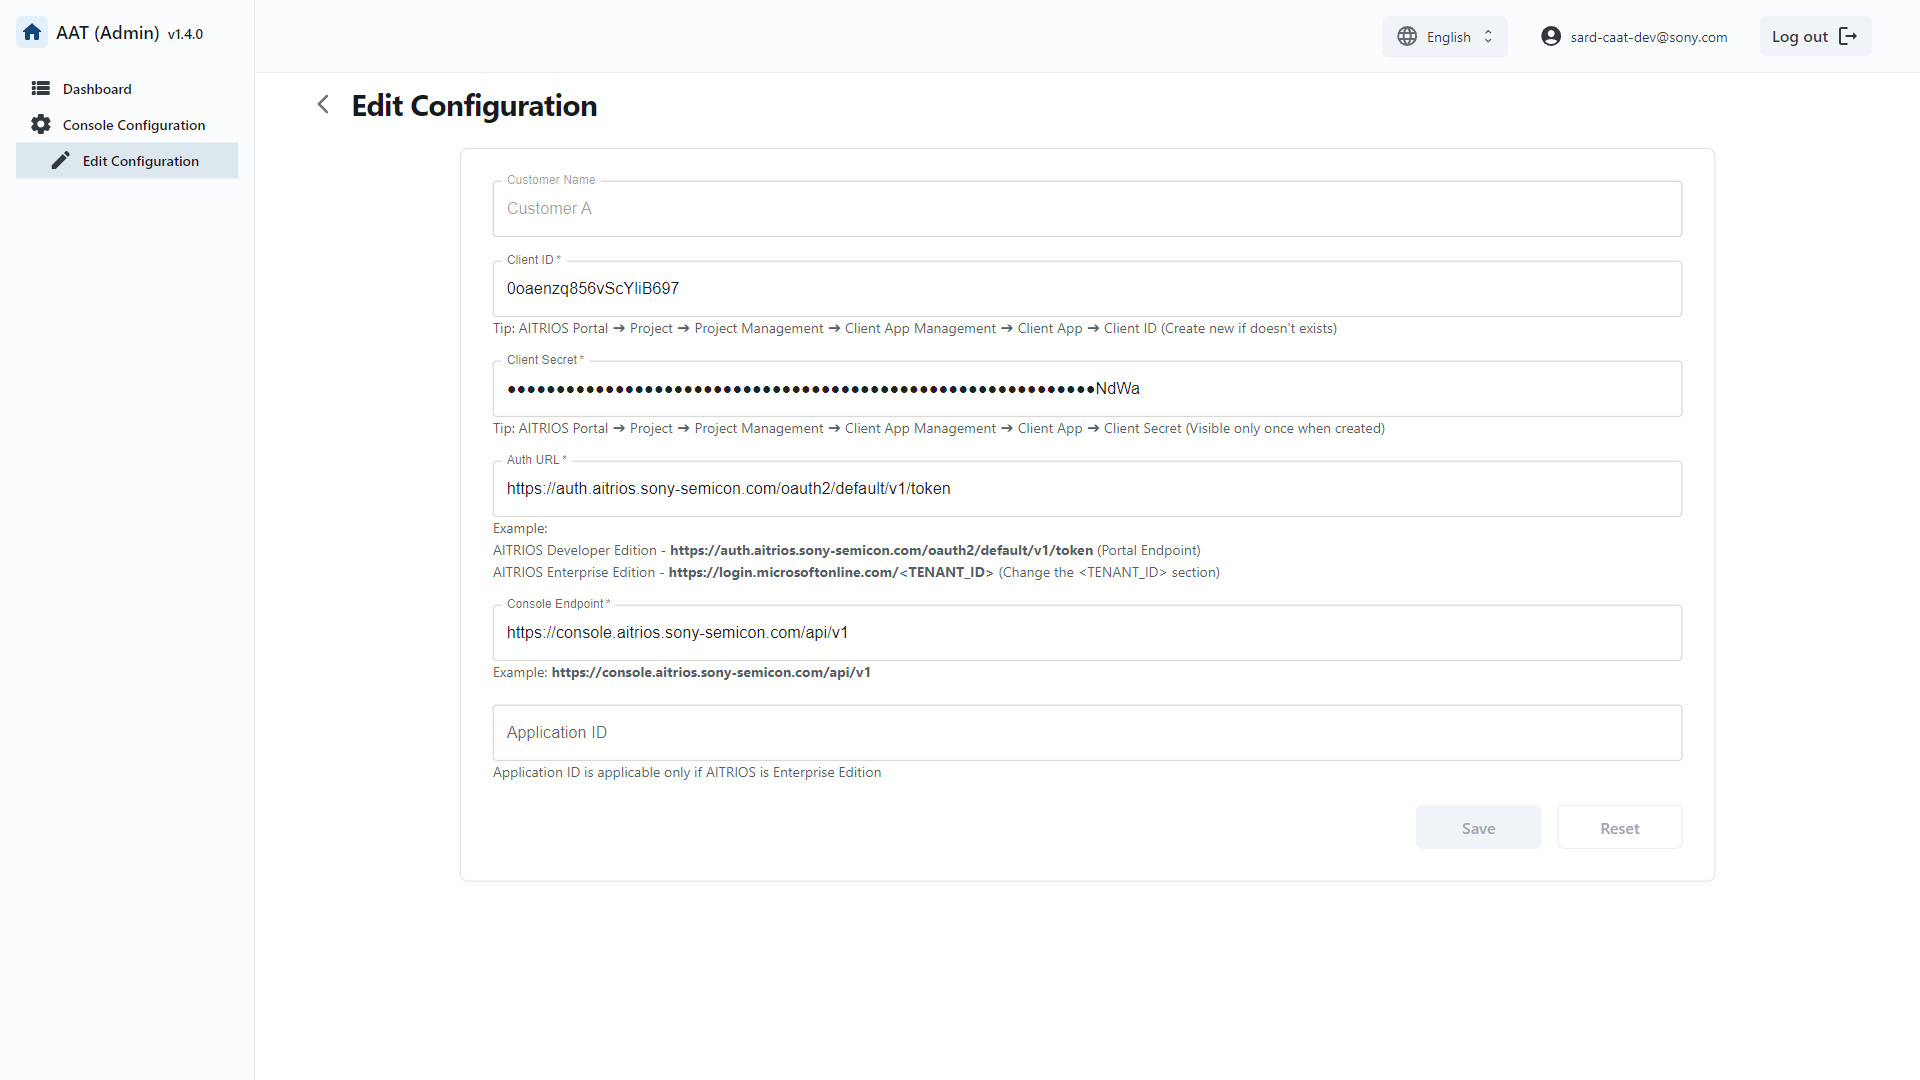 AAT (Admin) v1.4.0
English
sard-caat-dev@sony.com
Log out
Dashboard
Console Configuration
Edit Configuration
Edit Configuration
Customer Name
Customer A
Client ID *
0oaenzq856vScYIiB697
Tip: AITRIOS Portal → Project → Project Management → Client App Management → Client App → Client ID (Create new if doesn't exists)
Client Secret *
●●●●●●●●●●●●●●●●●●●●●●●●●●●●●●●●●●●●●●●●●●●●●●●●●●●●●●●●●●●●NdWa
Tip: AITRIOS Portal → Project → Project Management → Client App Management → Client App → Client Secret (Visible only once when created)
Auth URL *
https://auth.aitrios.sony-semicon.com/oauth2/default/v1/token
Example:
AITRIOS Developer Edition - https://auth.aitrios.sony-semicon.com/oauth2/default/v1/token (Portal Endpoint)
AITRIOS Enterprise Edition - https://login.microsoftonline.com/<TENANT_ID> (Change the <TENANT_ID> section)
Console Endpoint *
https://console.aitrios.sony-semicon.com/api/v1
Example: https://console.aitrios.sony-semicon.com/api/v1
Application ID
Application ID is applicable only if AITRIOS is Enterprise Edition
Save
Reset